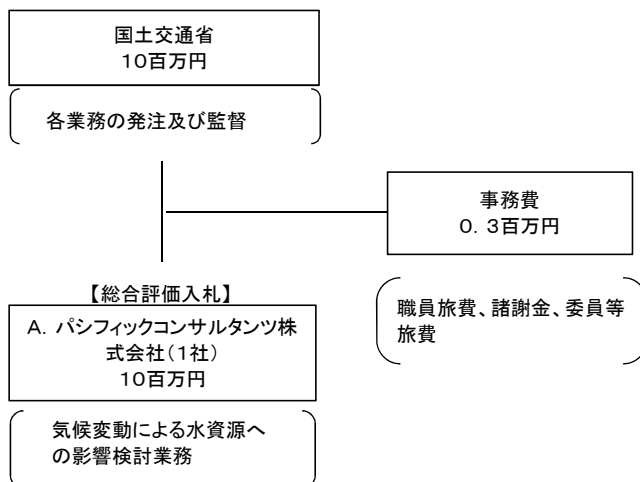 国土交通省
１０百万円
各業務の発注及び監督
事務費
０．３百万円
職員旅費、諸謝金、委員等
旅費
【総合評価入札】
Ａ．パシフィックコンサルタンツ株
式会社（１社）
１０百万円
気候変動による水資源へ
の影響検討業務